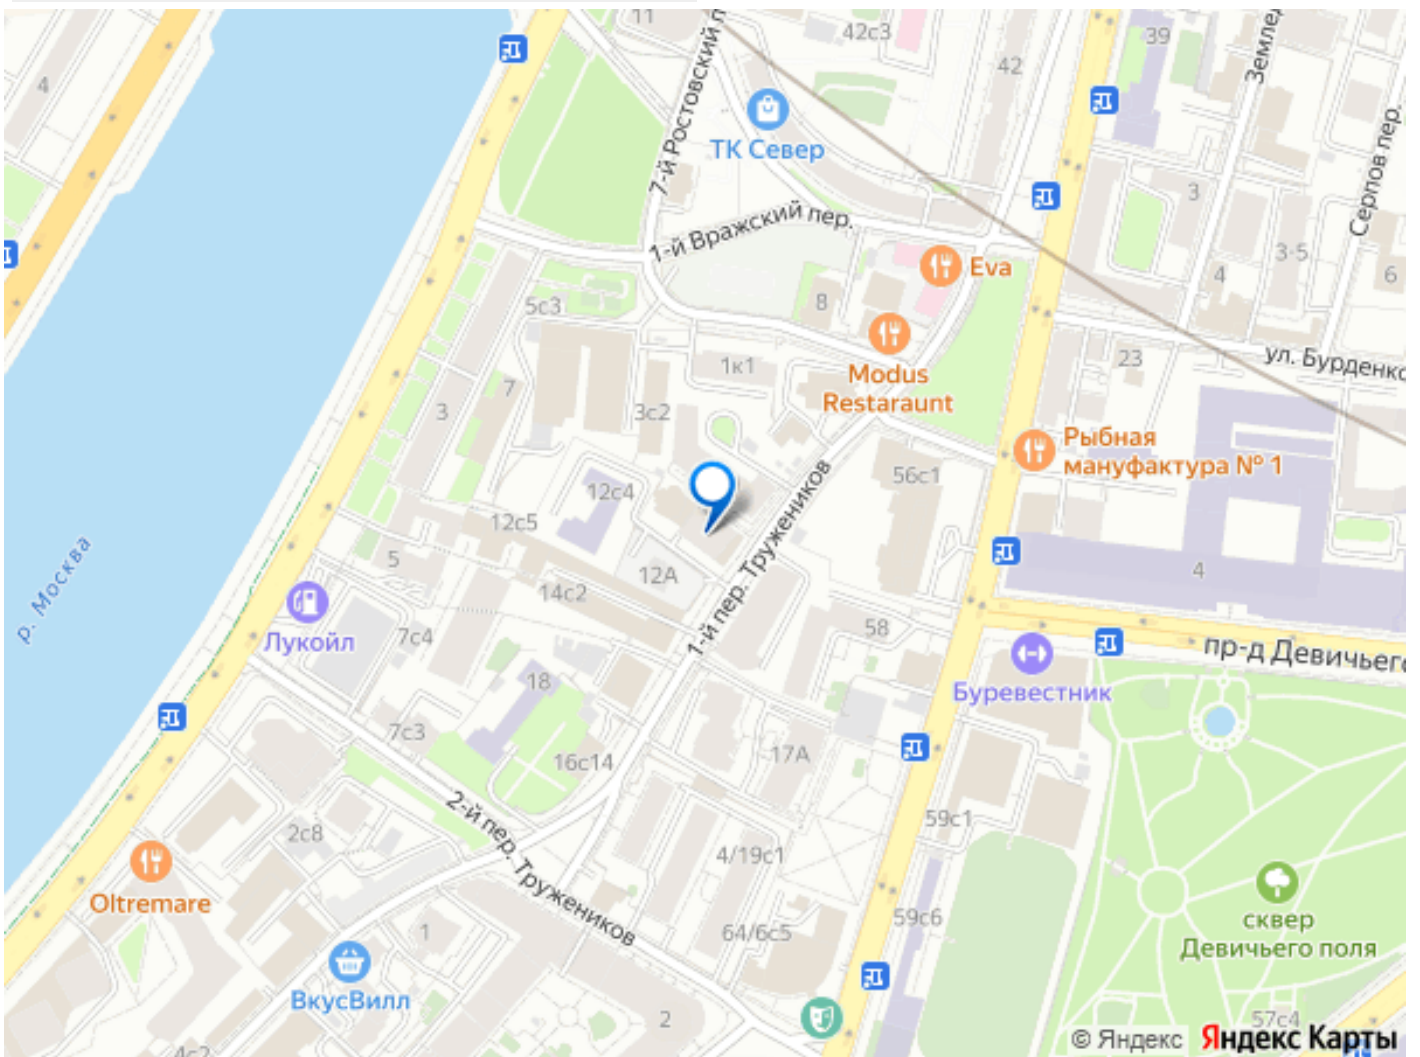 11
42с3
39
42
4
7-й Ростовский п
Землед
Серпов пер.
ТК Север
3
1-й Вражский пер.
3-5
4
6
Eva
5с3
8
ул. Бурденко
1к1
23
Modus
Restaraunt
7
3
3с2
Рыбная
мануфактура № 1
56с1
12с4
12с5
1-й пер. Тружеников
р. Москва
5
12А
14с2
4
Лукойл
7с4
58
пр-д Девичьего
18
Буревестник
7с3
16с14
17А
2-й пер. Тружеников
2с8
59с1
4/19с1
Oltremare
сквер
Девичьего поля
59с6
1
64/6с5
ВкусВилл
2
57с4
4с2
© Яндекс Яндекс Карты